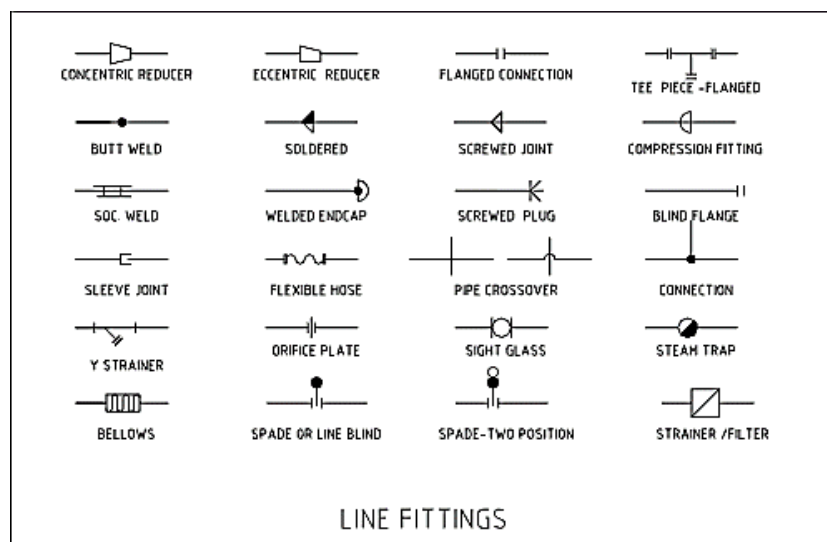 CONCENTRIC REDUCER
ECCENTRIC REDUCER
FLANGED CONNECTION
TEE PIECE -FLANGED
BUTT WELD
SOLDERED
SCREWED JOINT
COMPRESSION FITTING
SOC. WELD
WELDED ENDCAP
SCREWED PLUG
BLIND FLANGE
SLEEVE JOINT
FLEXIBLE HOSE
PIPE CROSSOVER
CONNECTION
Y STRAINER
ORIFICE PLATE
SIGHT GLASS
STEAM TRAP
BELLOWS
SPADE OR LINE BLIND
SPADE-TWO POSITION
STRAINER /FILTER
LINE FITTINGS